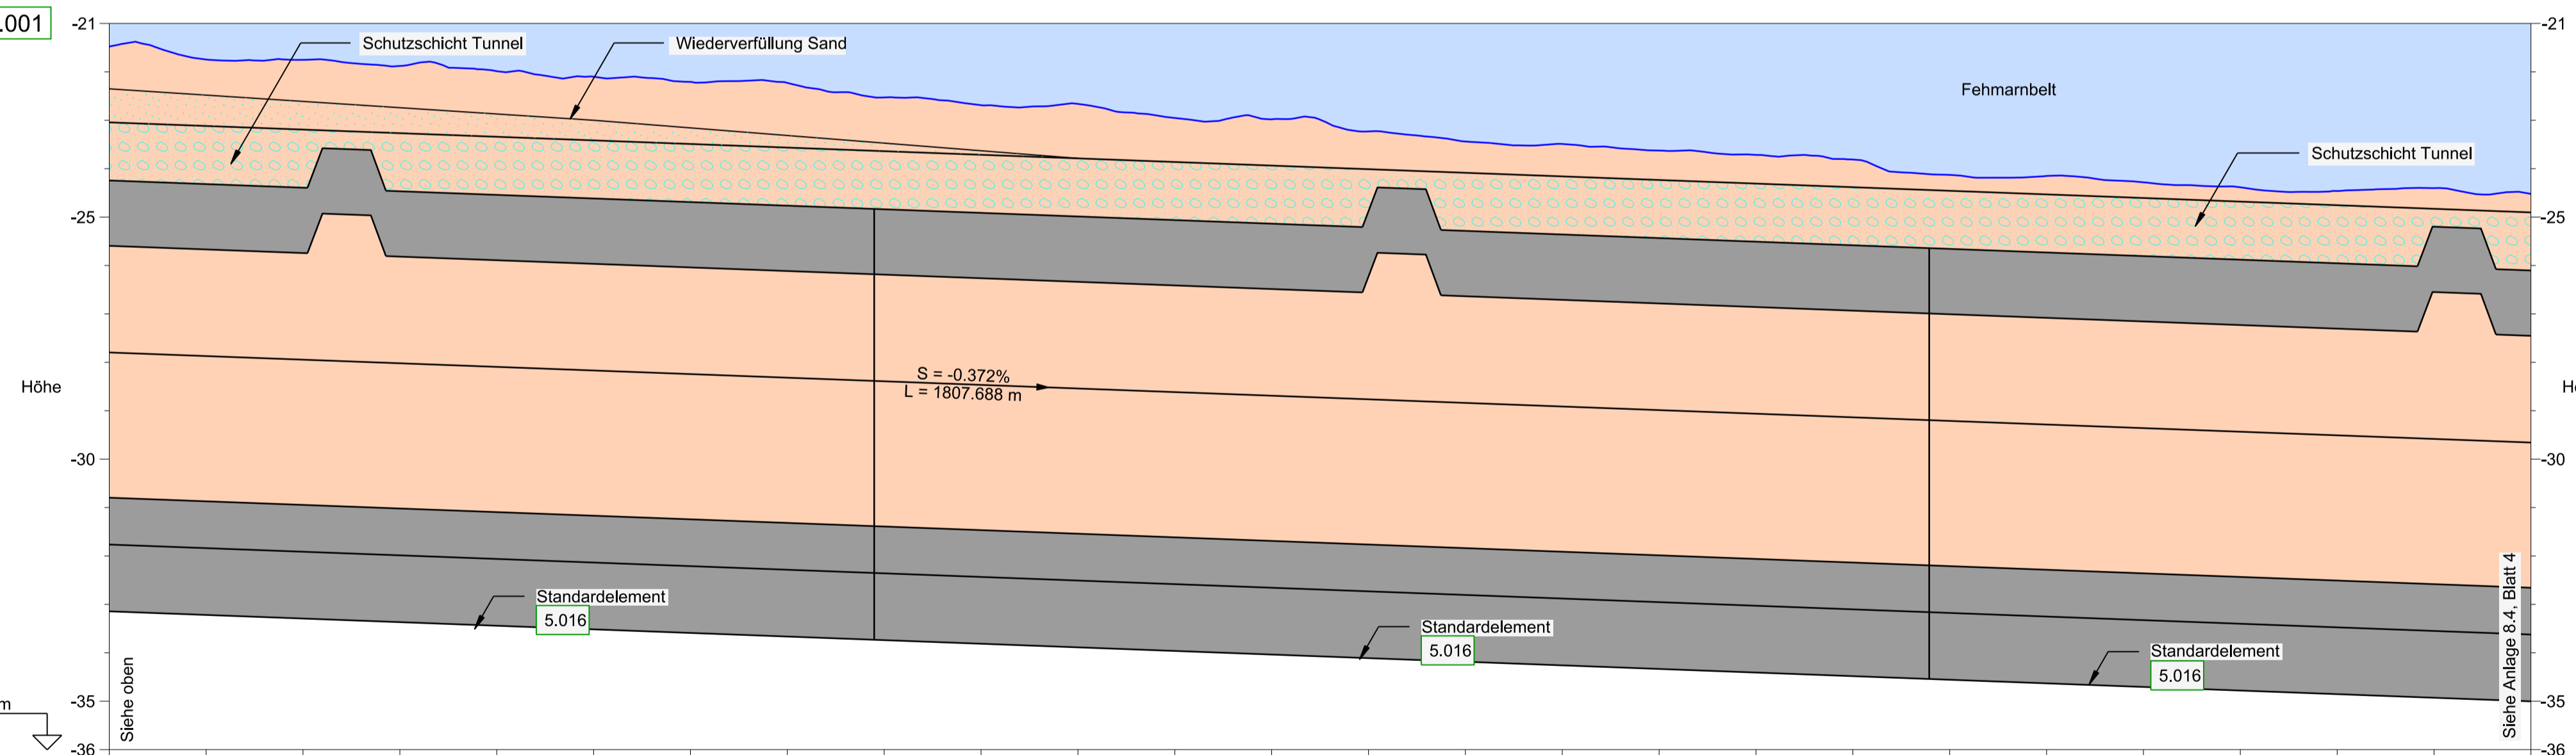 .001
-21
-21
Schutzschicht Tunnel
Wiederverfüllung Sand
Fehmarnbelt
Schutzschicht Tunnel
-25
-25
S = -0.372%
L = 1807.688 m
Höhe
-30
-30
Standardelement
5.016
Standardelement
5.016
Standardelement
5.016
Siehe oben
Siehe Anlage 8.4, Blatt 4
-35
-35
m
-36
-36